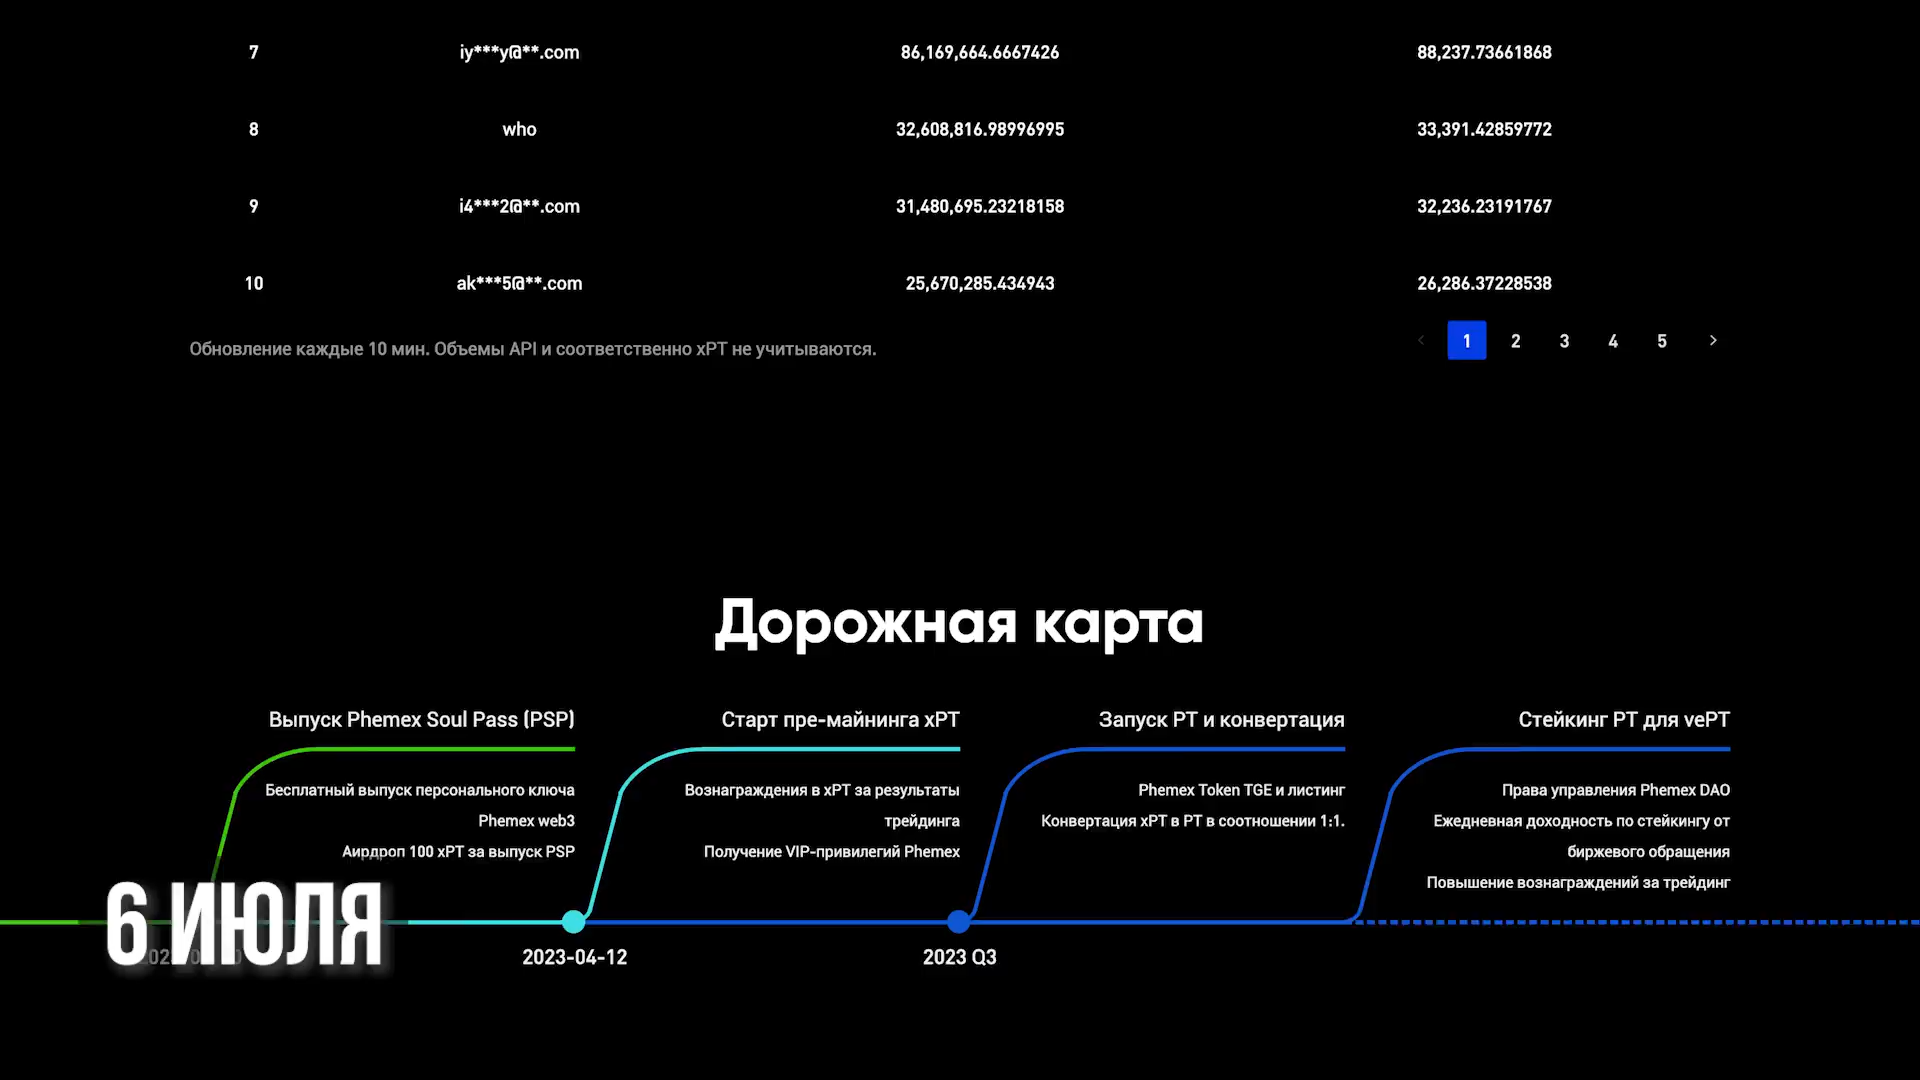 7 iy***y@**.com 86,169,664.6667426 88,237.73661868
8 who 32,608,816.98996995 33,391.42859772
9 i4***2@**.com 31,480,695.23218158 32,236.23191767
10 ak***5@**.com 25,670,285.434943 26,286.37228538
Обновление каждые 10 мин. Объемы API и соответственно xPT не учитываются.
1 2 3 4 5
Дорожная карта
Выпуск Phemex Soul Pass (PSP)
Бесплатный выпуск персонального ключа
Phemex web3
Аирдроп 100 xPT за выпуск PSP
Старт пре-майнинга xPT
Вознаграждения в xPT за результаты
трейдинга
Получение VIP-привилегий Phemex
2023-04-12
Запуск PT и конвертация
Phemex Token TGE и листинг
Конвертация xPT в PT в соотношении 1:1.
2023 Q3
Стейкинг PT для vePT
Права управления Phemex DAO
Ежедневная доходность по стейкингу от
биржевого обращения
Повышение вознаграждений за трейдинг
6 ИЮЛЯ